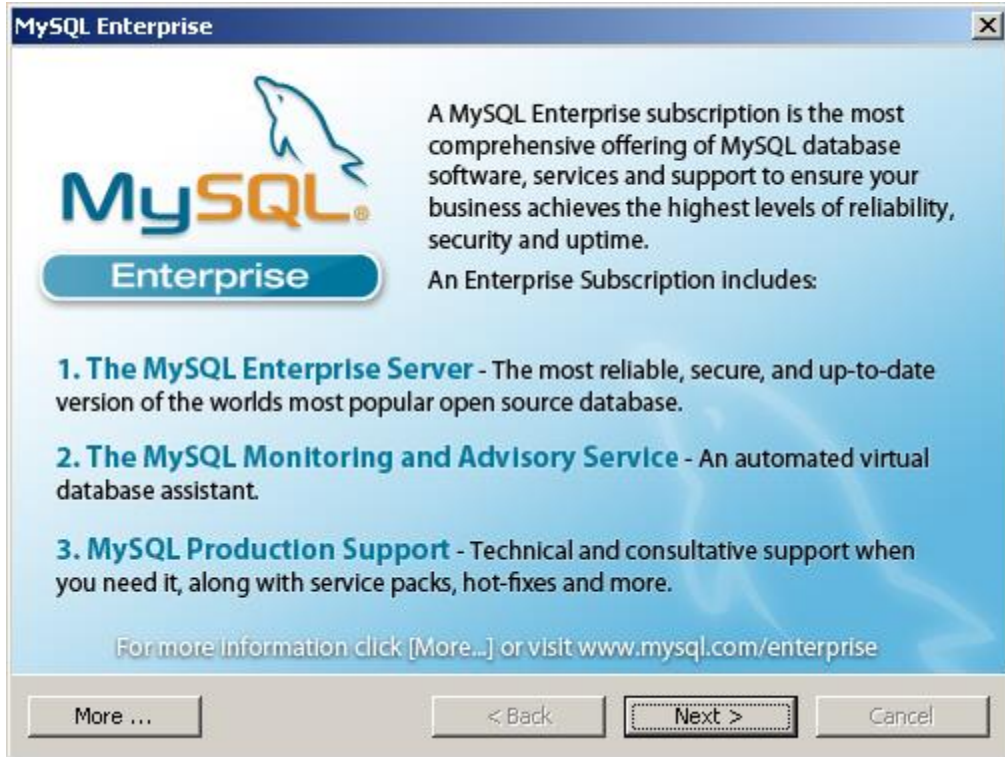 MySQL Enterprise
MySQL®
Enterprise
A MySQL Enterprise subscription is the most
comprehensive offering of MySQL database
software, services and support to ensure your
business achieves the highest levels of reliability,
security and uptime.
An Enterprise Subscription includes:
1. The MySQL Enterprise Server - The most reliable, secure, and up-to-date
version of the worlds most popular open source database.
2. The MySQL Monitoring and Advisory Service - An automated virtual
database assistant.
3. MySQL Production Support - Technical and consultative support when
you need it, along with service packs, hot-fixes and more.
For more information click [More...] or visit www.mysql.com/enterprise
More ...
< Back
Next >
Cancel